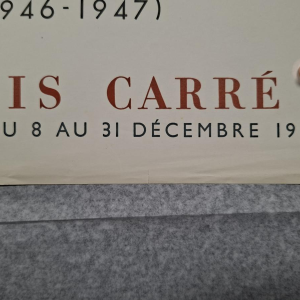 946-1947)
IS CARRÉ
U 8 AU 31 DÉCEMBRE 19